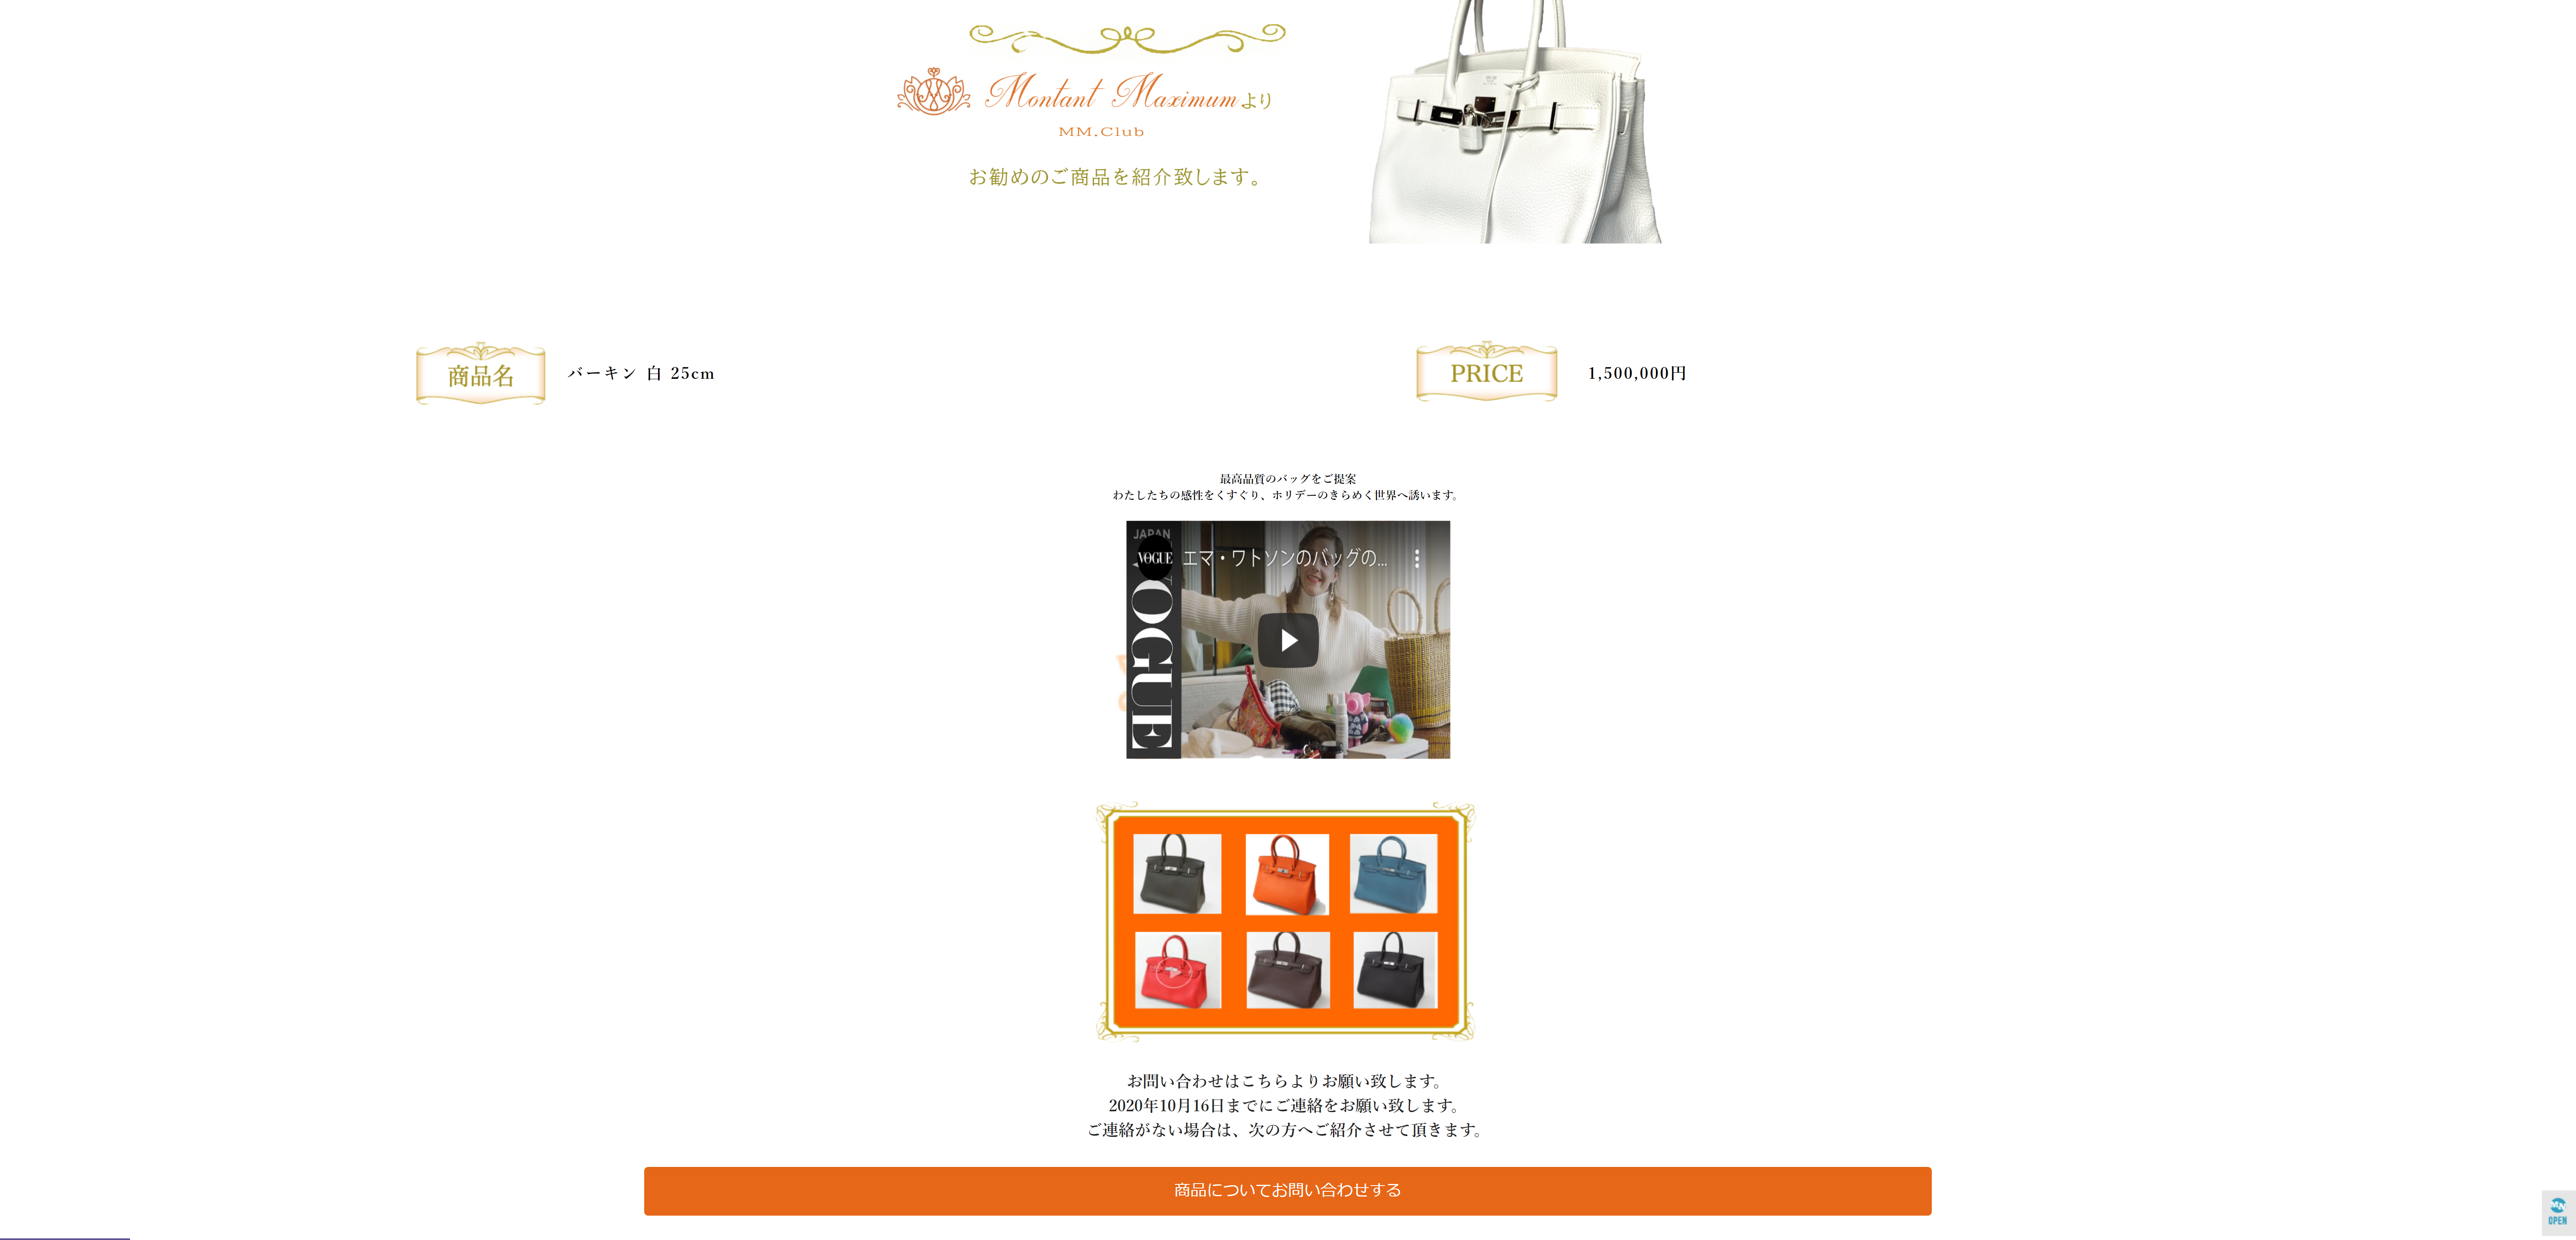 Montant Maximumより
MM.Club
お勧めのご商品を紹介致します。
商品名
バーキン 白 25cm
PRICE
1,500,000円
最高品質のバッグをご提案
わたしたちの感性をくすぐり、ホリデーのきらめく世界へ誘います。
JAPAN
VOGUE
エマ・ワトソンのバッグの...
VOGUE
お問い合わせはこちらよりお願い致します。
2020年10月16日までにご連絡をお願い致します。
ご連絡がない場合は、次の方へご紹介させて頂きます。
商品についてお問い合わせする
MN
OPEN